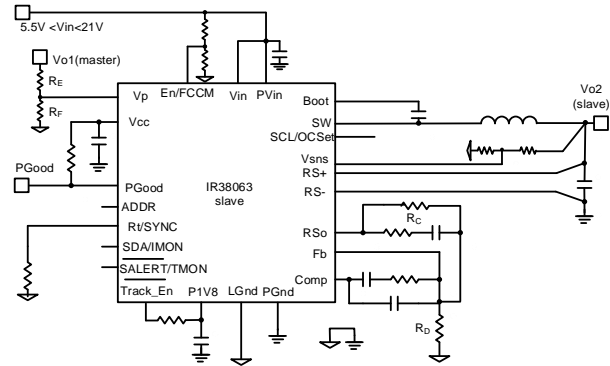 5.5V <Vin<21V
Vo1(master)
RE
RF
Vp
En/FCCM
Vin
PVin
Vcc
Boot
SW
SCL/OCSet
Vsns
RS+
RS-
Vo2
(slave)
PGood
PGood
ADDR
Rt/SYNC
SDA/IMON
SALERT/TMON
Track_En
P1V8
LGnd
PGnd
IR38063
slave
RSo
Fb
Comp
RC
RD